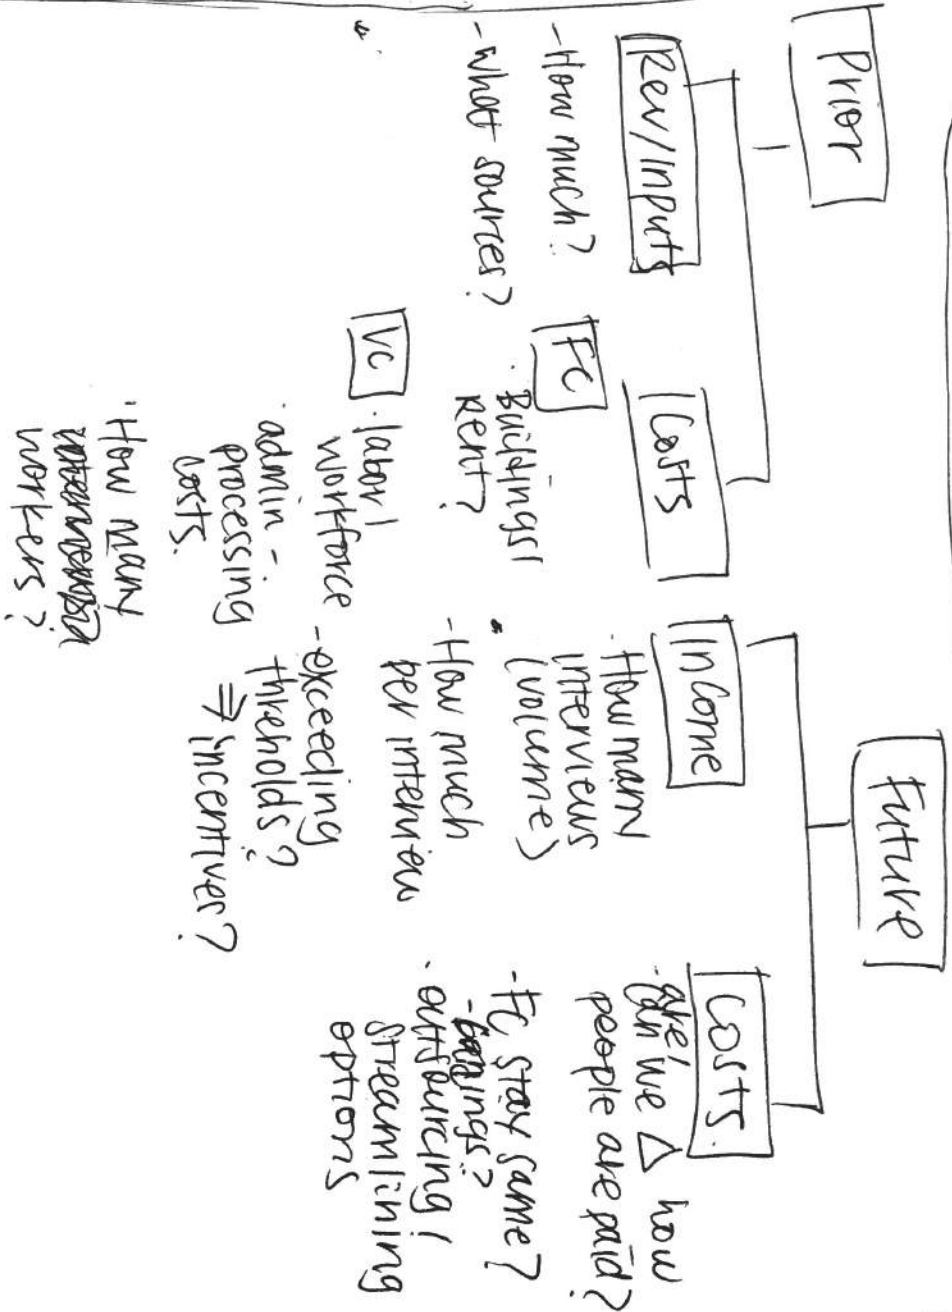 Prior
Rev/Inputs
-How much?
-What sources?
Costs
FC
· Buildings/
Rent?
VC
· labor/
workforce
· admin -
processing
costs.
· How many
workers?
Future
Income
· How many
interviews
(volume)
- How much
per interview
- exceeding
thresholds?
⇒ incentives?
Costs.
- are/
can we Δ how
people are paid?
- FC stay same?
· outsourcing /
streamlining
options